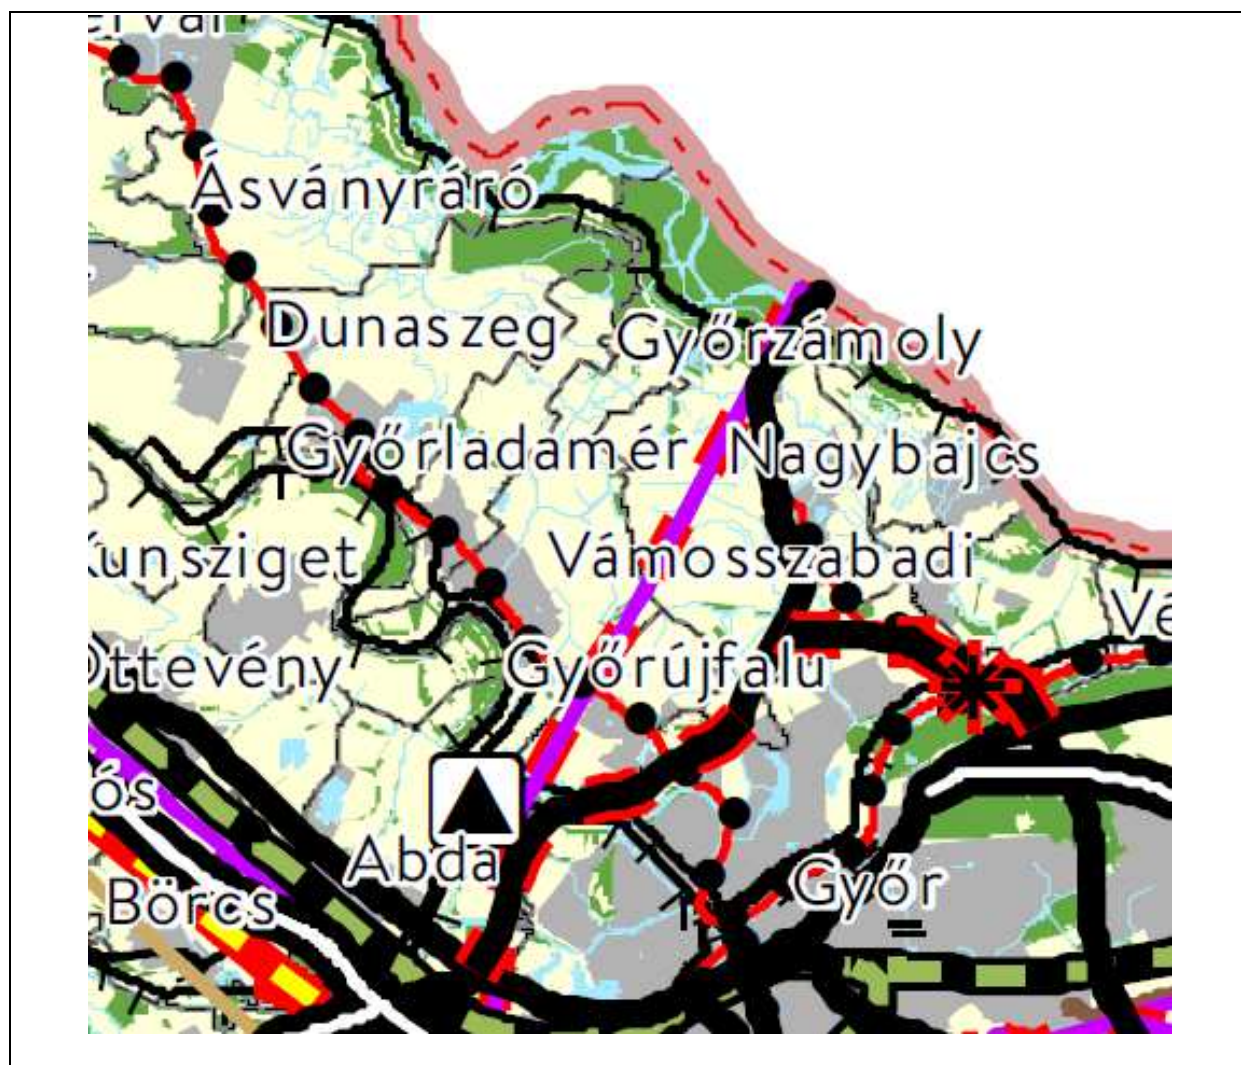 Ásványráró
Dunaszeg
Győrzámoly
Győrladamér
Nagybajcs
Kunsziget
Vámosszabadi
Öttevény
Győrújfalu
Abda
Győr
Börcs